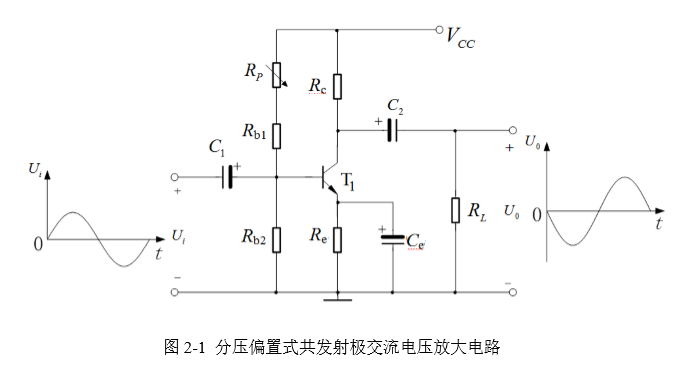 V_CC
R_P
R_c
C_2
R_b1
C_1
U_i
T_1
U_0
0
t
U_i
R_b2
R_e
C_e
R_L
U_0
0
t
图 2-1 分压偏置式共发射极交流电压放大电路